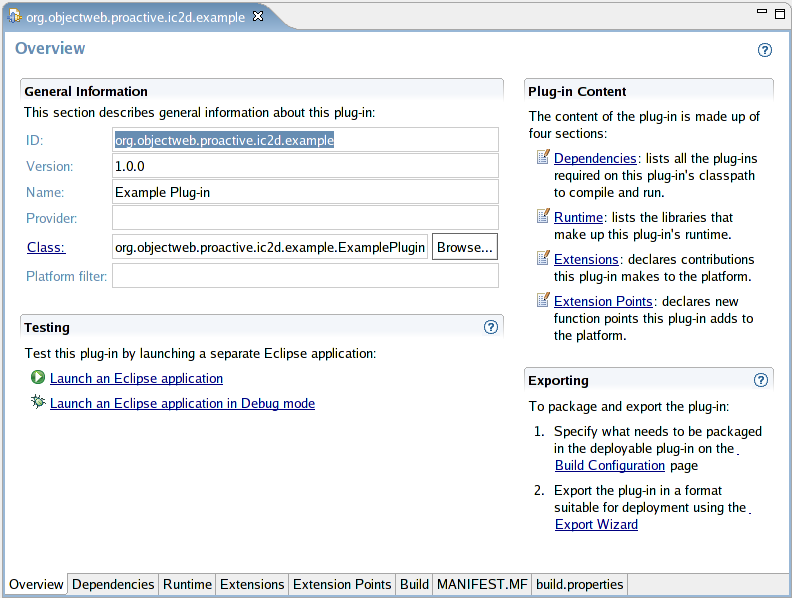 org.objectweb.proactive.ic2d.example
Overview
General Information
This section describes general information about this plug-in:
ID: org.objectweb.proactive.ic2d.example
Version: 1.0.0
Name: Example Plug-in
Provider:
Class: org.objectweb.proactive.ic2d.example.ExamplePlugin Browse...
Platform filter:
Testing
Test this plug-in by launching a separate Eclipse application:
Launch an Eclipse application
Launch an Eclipse application in Debug mode
Plug-in Content
The content of the plug-in is made up of
four sections:
Dependencies: lists all the plug-ins
required on this plug-in's classpath
to compile and run.
Runtime: lists the libraries that
make up this plug-in's runtime.
Extensions: declares contributions
this plug-in makes to the platform.
Extension Points: declares new
function points this plug-in adds to
the platform.
Exporting
To package and export the plug-in:
1. Specify what needs to be packaged
in the deployable plug-in on the
Build Configuration page
2. Export the plug-in in a format
suitable for deployment using the
Export Wizard
Overview Dependencies Runtime Extensions Extension Points Build MANIFEST.MF build.properties